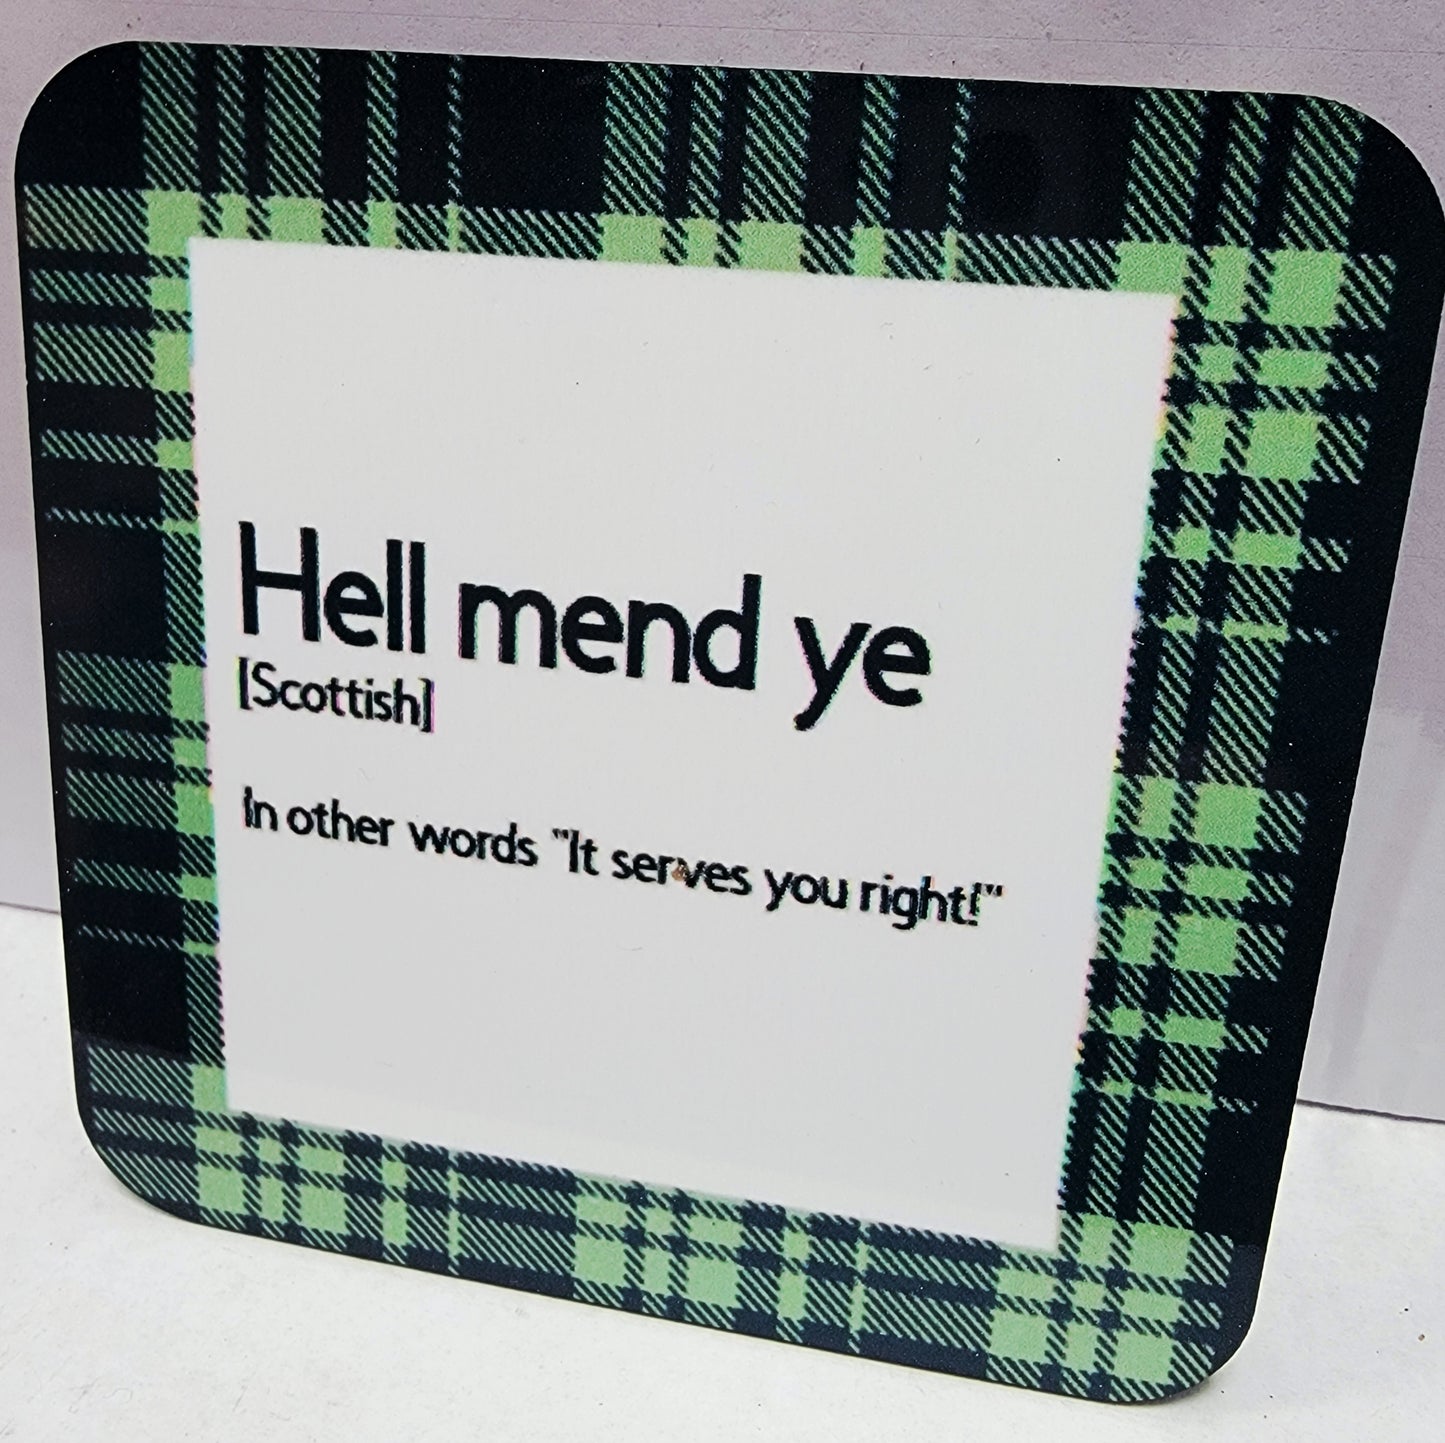 Hell mend ye
[Scottish]
In other words "It serves you right!"